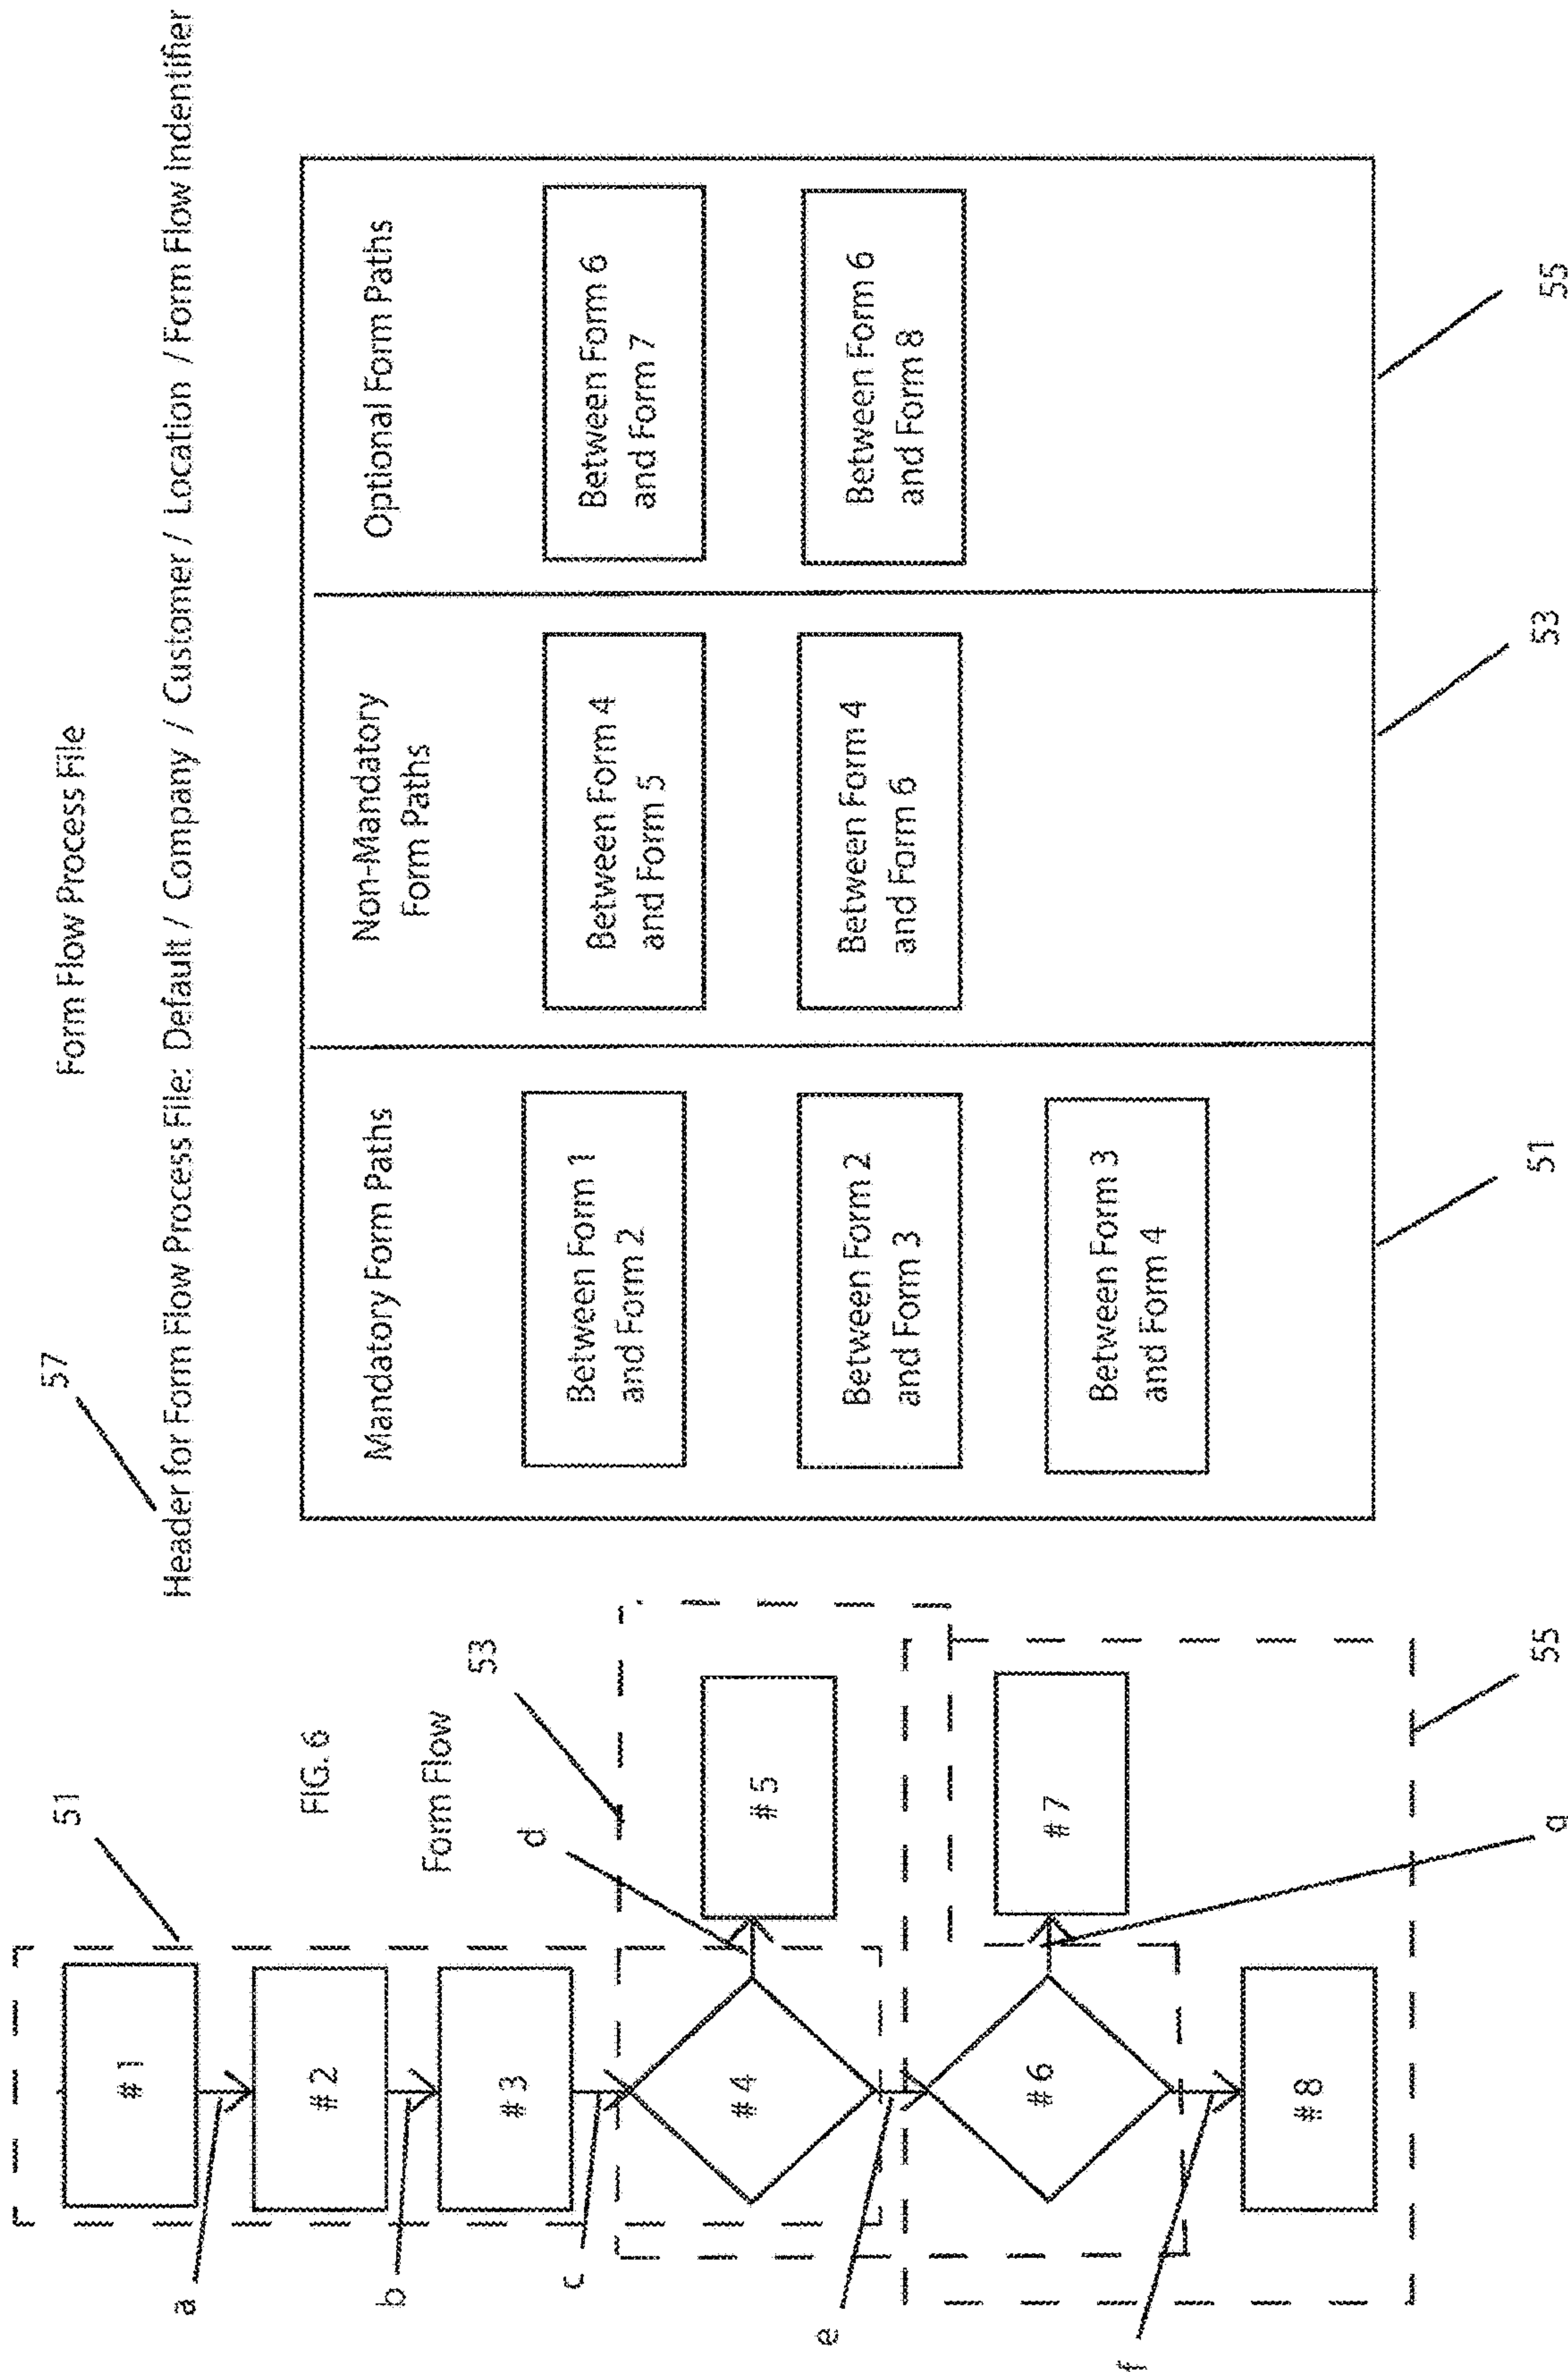 FIG. 6
Form Flow
51
53
55
#1
#2
#3
#4
#5
#6
#7
#8
a
b
c
d
e
f
g
Form Flow Process File
57
Header for Form Flow Process File: Default / Company / Customer / Location / Form Flow Indentifier
Mandatory Form Paths
Between Form 1
and Form 2
Between Form 2
and Form 3
Between Form 3
and Form 4
Non-Mandatory
Form Paths
Between Form 4
and Form 5
Between Form 4
and Form 6
Optional Form Paths
Between Form 6
and Form 7
Between Form 6
and Form 8
51
53
55